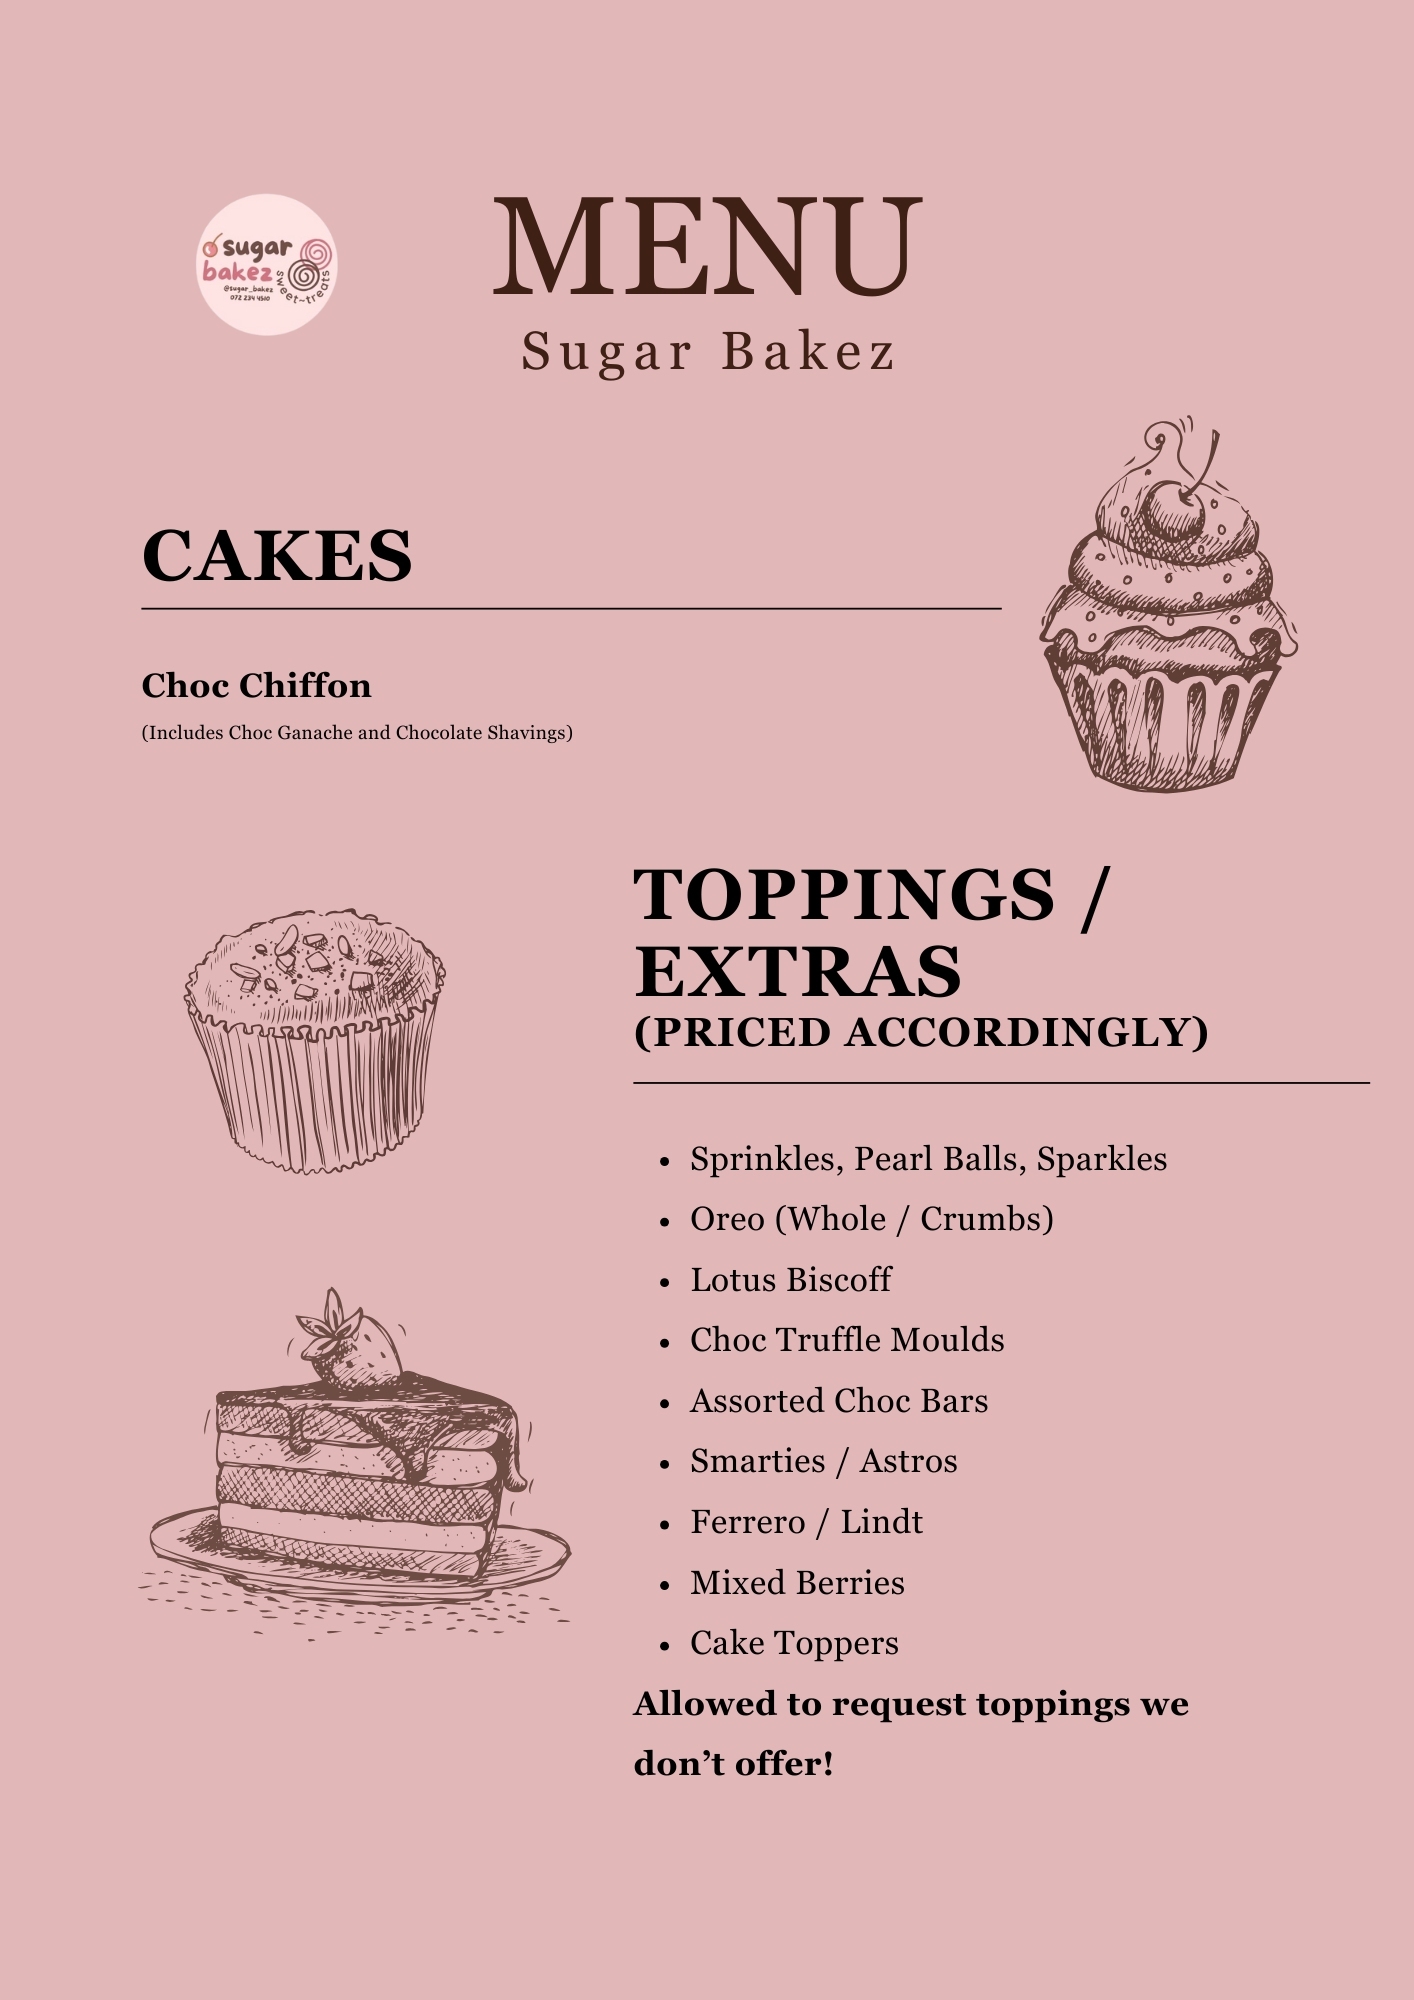 sugar
bakez
sweet~treats
@sugar_bakez
072 234 4510
MENU
Sugar Bakez
CAKES
Choc Chiffon
(Includes Choc Ganache and Chocolate Shavings)
TOPPINGS /
EXTRAS
(PRICED ACCORDINGLY)
• Sprinkles, Pearl Balls, Sparkles
• Oreo (Whole / Crumbs)
• Lotus Biscoff
• Choc Truffle Moulds
• Assorted Choc Bars
• Smarties / Astros
• Ferrero / Lindt
• Mixed Berries
• Cake Toppers
Allowed to request toppings we
don’t offer!